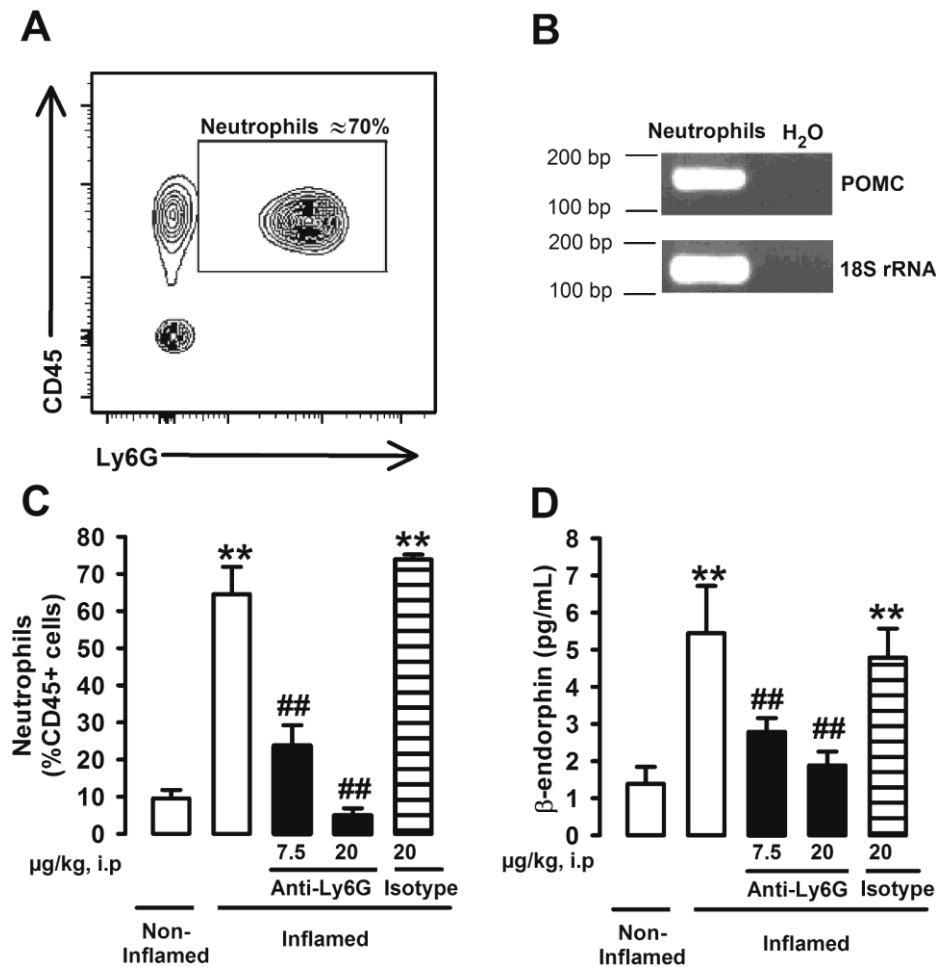 A
Neutrophils ≈70%
CD45
Ly6G
B
Neutrophils H₂O
200 bp
100 bp
POMC
200 bp
100 bp
18S rRNA
C
Neutrophils
(%CD45+ cells)
80
70
60
50
40
30
20
10
0
**
##
##
**
µg/kg, i.p
7.5 20 20
Anti-Ly6G Isotype
Non-
Inflamed
Inflamed
D
β-endorphin (pg/mL)
8
7
6
5
4
3
2
1
0
**
##
##
**
µg/kg, i.p
7.5 20 20
Anti-Ly6G Isotype
Non-
Inflamed
Inflamed